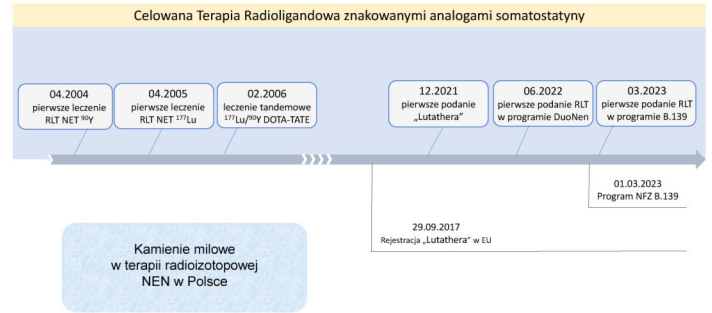 Celowana Terapia Radioligandowa znakowanymi analogami somatostatyny
04.2004
pierwsze leczenie
RLT NET ⁹⁰Y
04.2005
pierwsze leczenie
RLT NET ¹⁷⁷Lu
02.2006
leczenie tandemowe
¹⁷⁷Lu/⁹⁰Y DOTA-TATE
12.2021
pierwsze podanie
„Lutathera”
06.2022
pierwsze podanie RLT
w programie DuoNen
03.2023
pierwsze podanie RLT
w programie B.139
01.03.2023
Program NFZ B.139
29.09.2017
Rejestracja „Lutathera” w EU
Kamienie milowe
w terapii radioizotopowej
NEN w Polsce